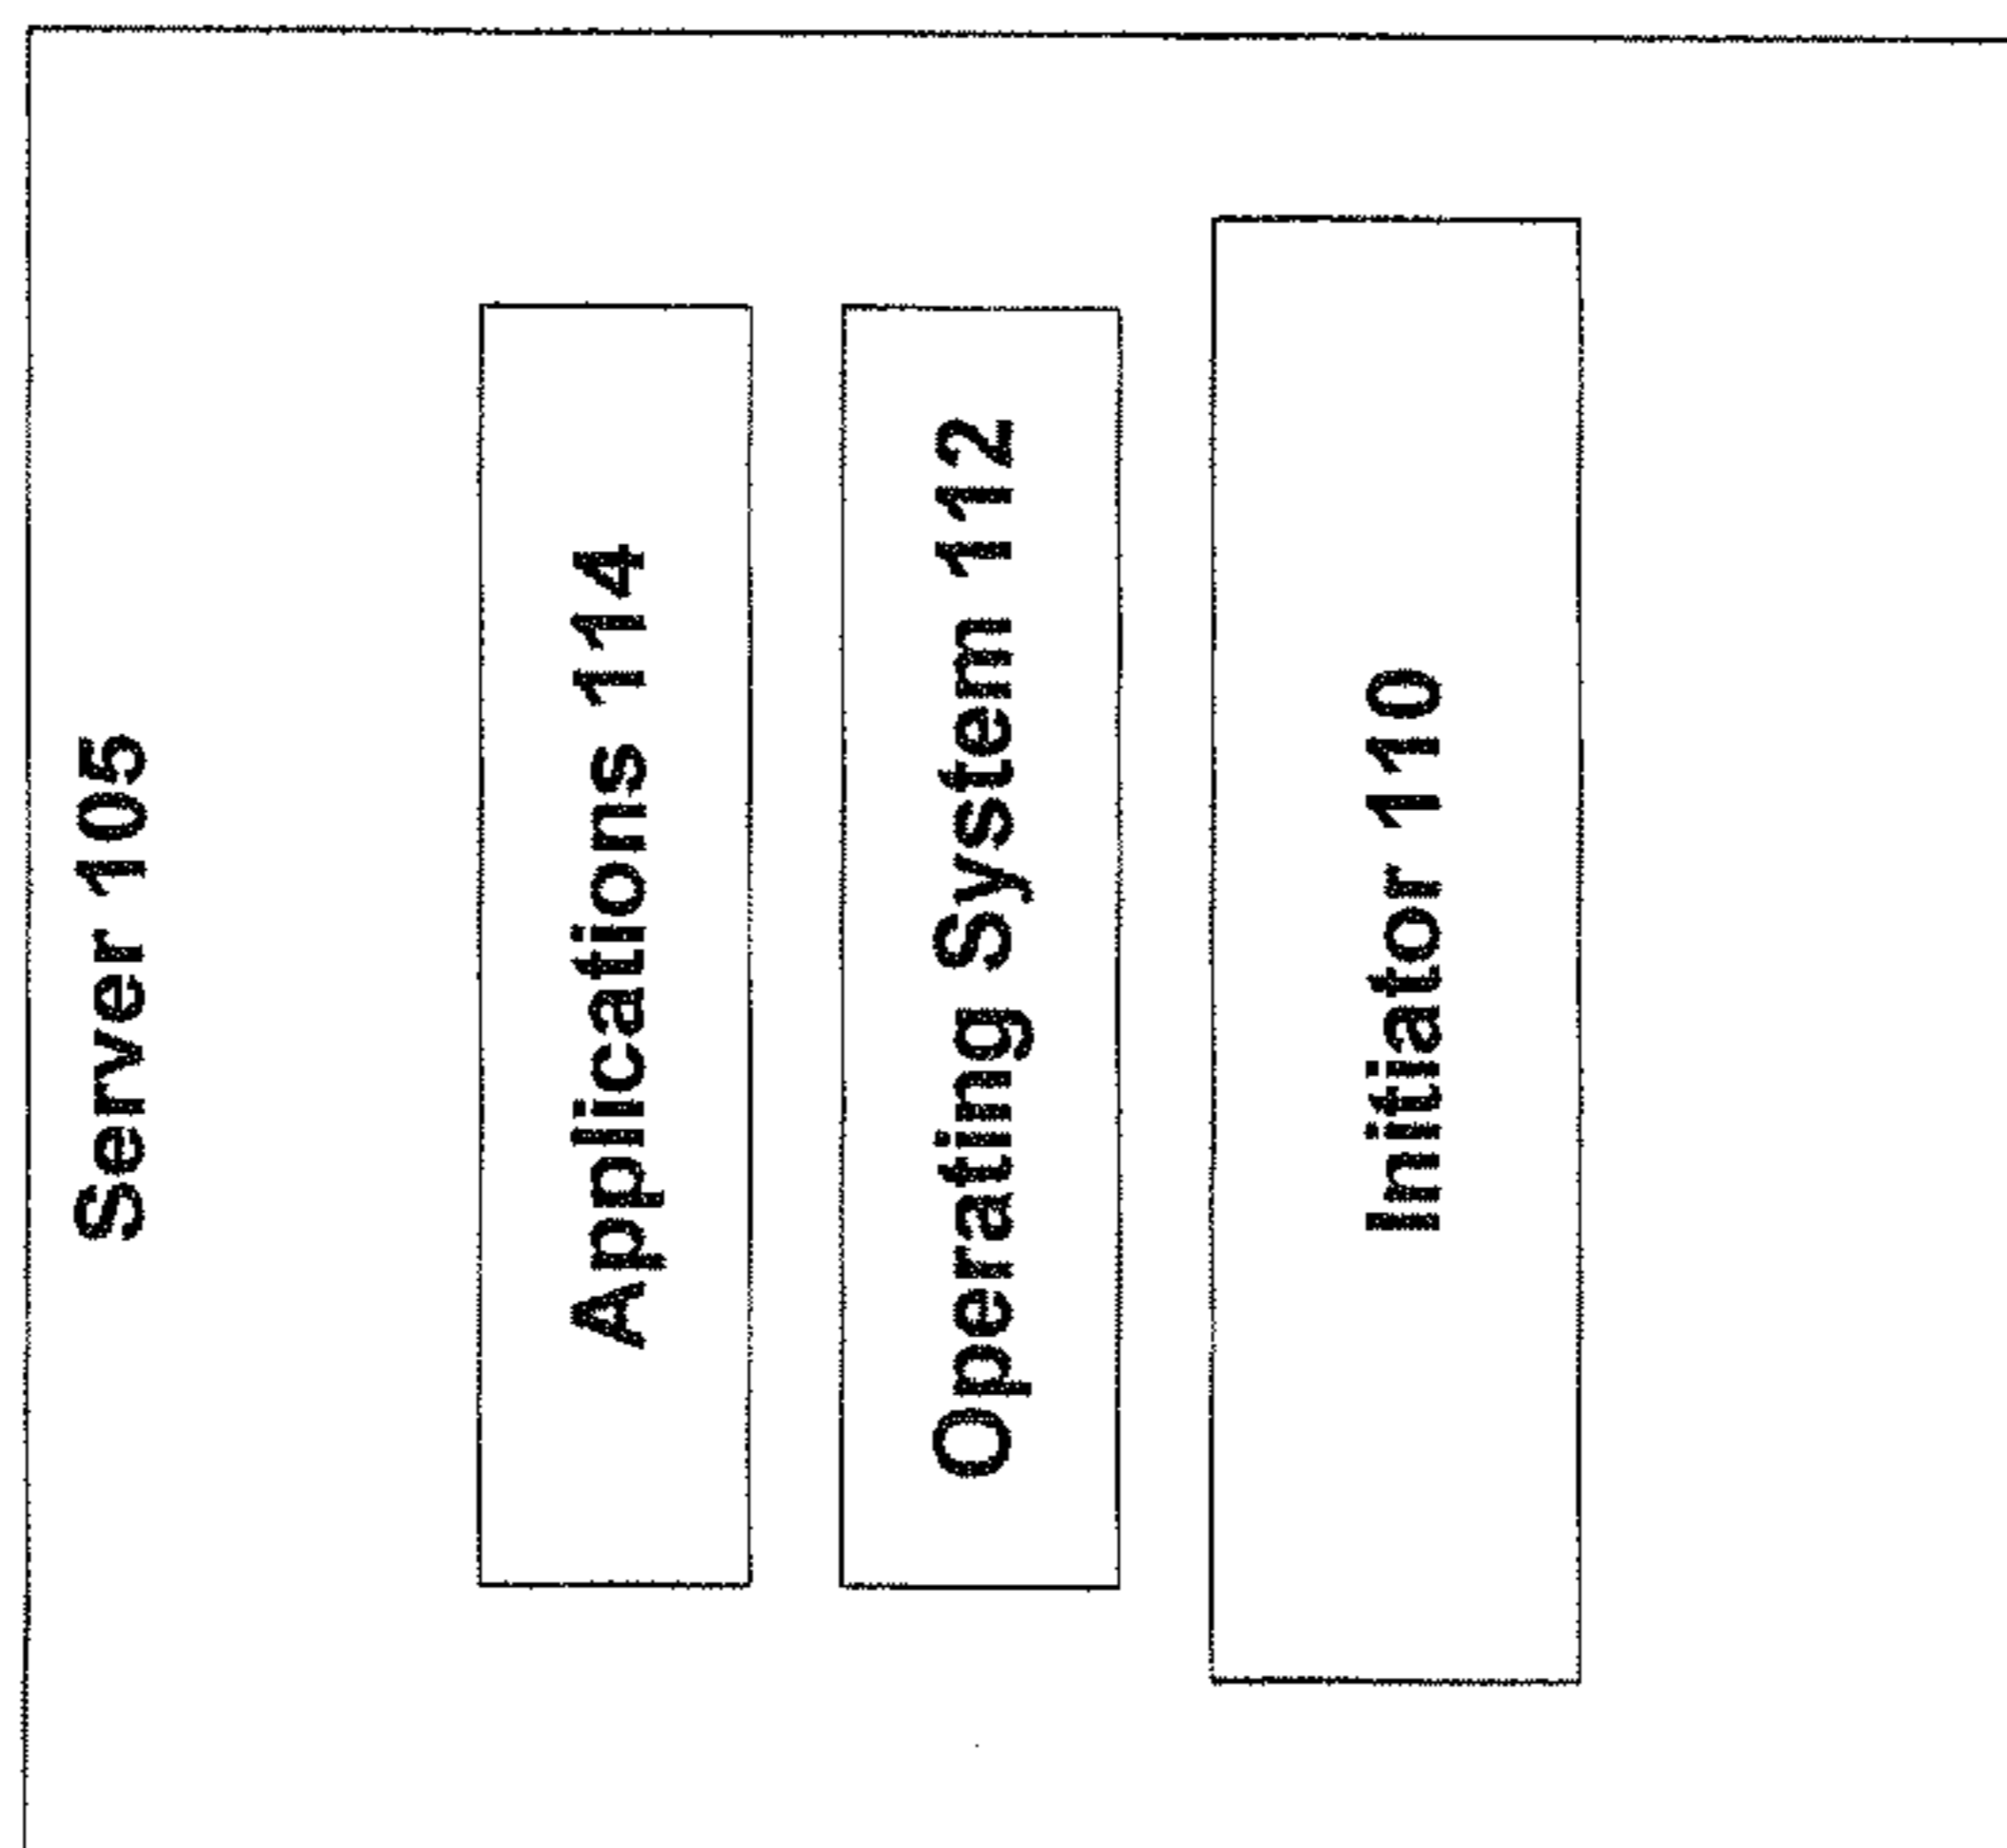 Server 105
Applications 114
Operating System 112
Initiator 110